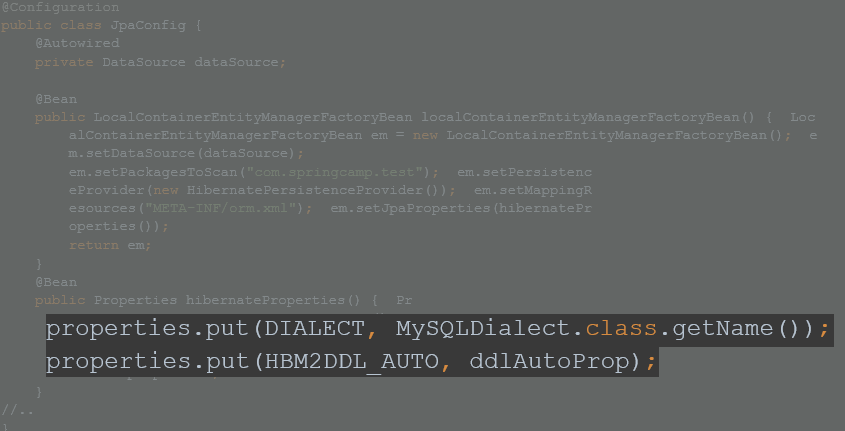 @Configuration
public class JpaConfig {
@Autowired
private DataSource dataSource;
@Bean
public LocalContainerEntityManagerFactoryBean localContainerEntityManagerFactoryBean() {  Loc
alContainerEntityManagerFactoryBean em = new LocalContainerEntityManagerFactoryBean();  e
m.setDataSource(dataSource);
em.setPackagesToScan("com.springcamp.test");  em.setPersistenc
eProvider(new HibernatePersistenceProvider());  em.setMappingR
esources("META-INF/orm.xml");  em.setJpaProperties(hibernatePr
operties());
return em;
}
@Bean
public Properties hibernateProperties() {  Pr
properties.put(DIALECT, MySQLDialect.class.getName());
properties.put(HBM2DDL_AUTO, ddlAutoProp);
}
//..
}